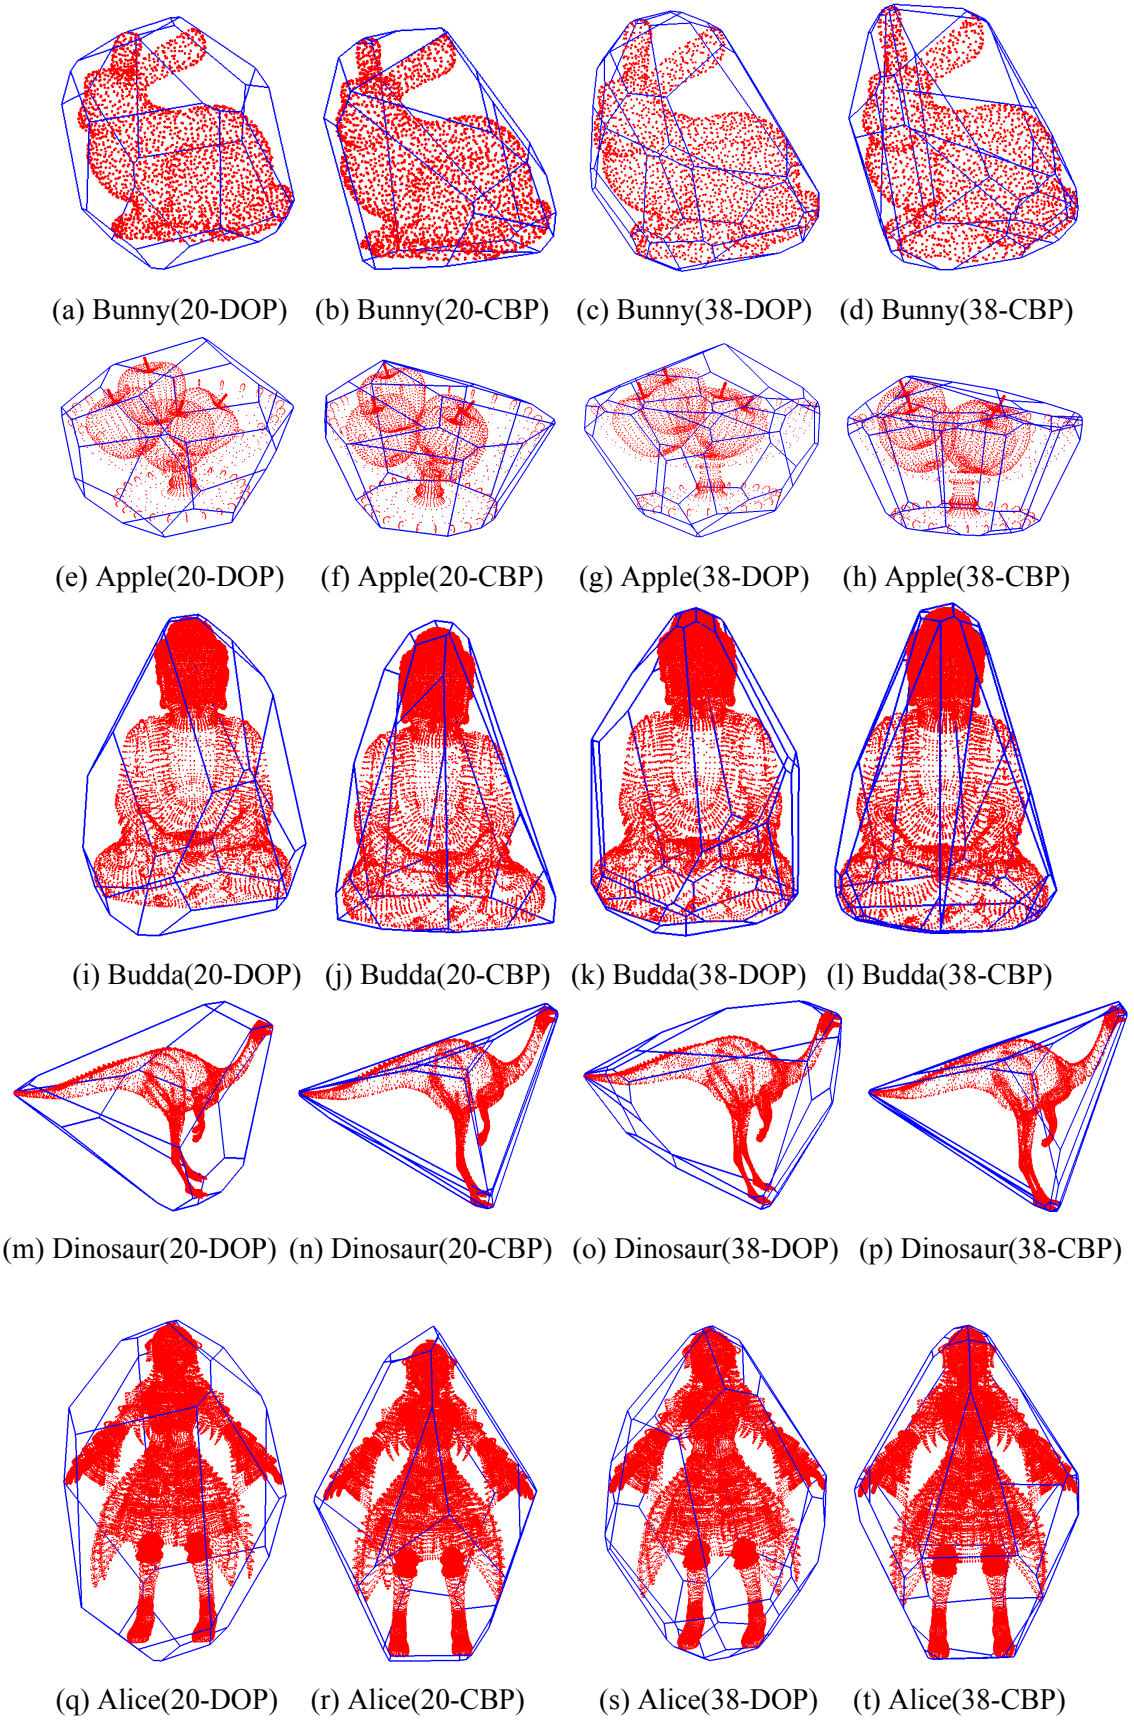 (a) Bunny(20-DOP) (b) Bunny(20-CBP) (c) Bunny(38-DOP) (d) Bunny(38-CBP)
(e) Apple(20-DOP) (f) Apple(20-CBP) (g) Apple(38-DOP) (h) Apple(38-CBP)
(i) Budda(20-DOP) (j) Budda(20-CBP) (k) Budda(38-DOP) (l) Budda(38-CBP)
(m) Dinosaur(20-DOP) (n) Dinosaur(20-CBP) (o) Dinosaur(38-DOP) (p) Dinosaur(38-CBP)
(q) Alice(20-DOP) (r) Alice(20-CBP) (s) Alice(38-DOP) (t) Alice(38-CBP)